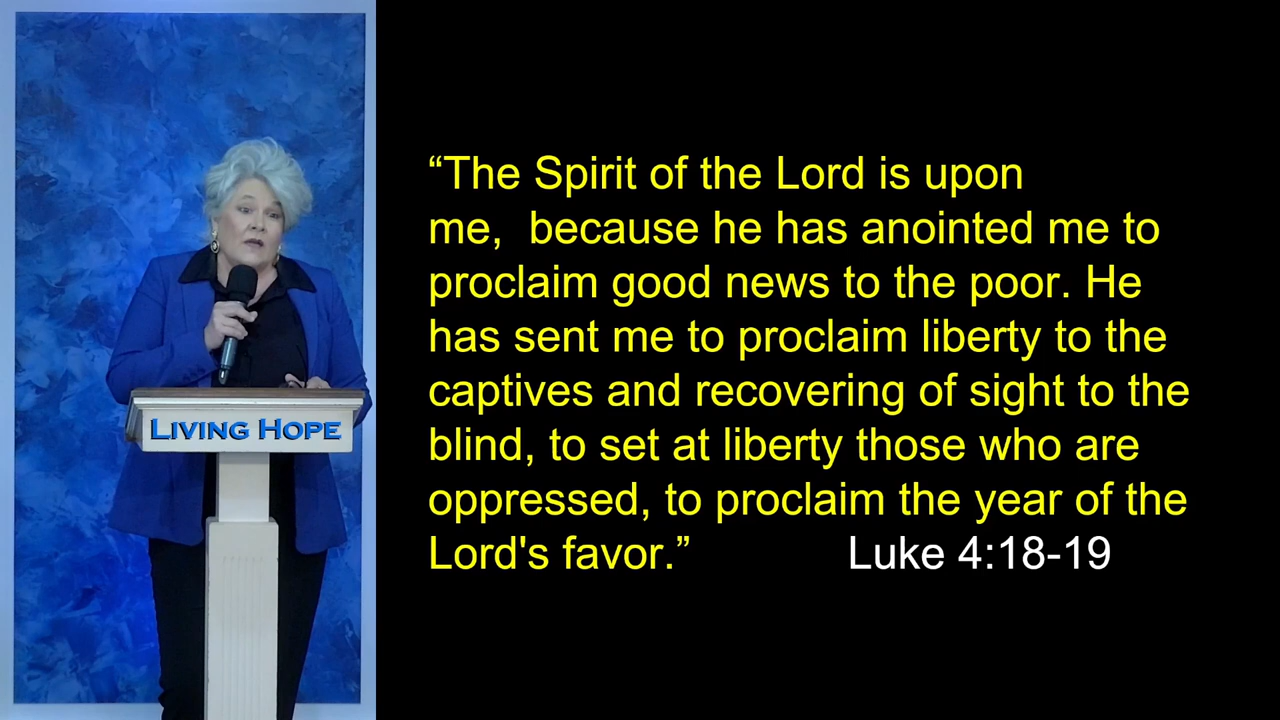 LIVING HOPE
“The Spirit of the Lord is upon
me,  because he has anointed me to
proclaim good news to the poor. He
has sent me to proclaim liberty to the
captives and recovering of sight to the
blind, to set at liberty those who are
oppressed, to proclaim the year of the
Lord's favor.” Luke 4:18-19